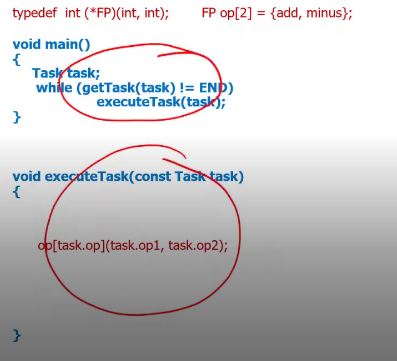 typedef int (*FP)(int, int); FP op[2] = {add, minus};
void main()
{
Task task;
while (getTask(task) != END)
executeTask(task);
}
void executeTask(const Task task)
{
op[task.op](task.op1, task.op2);
}